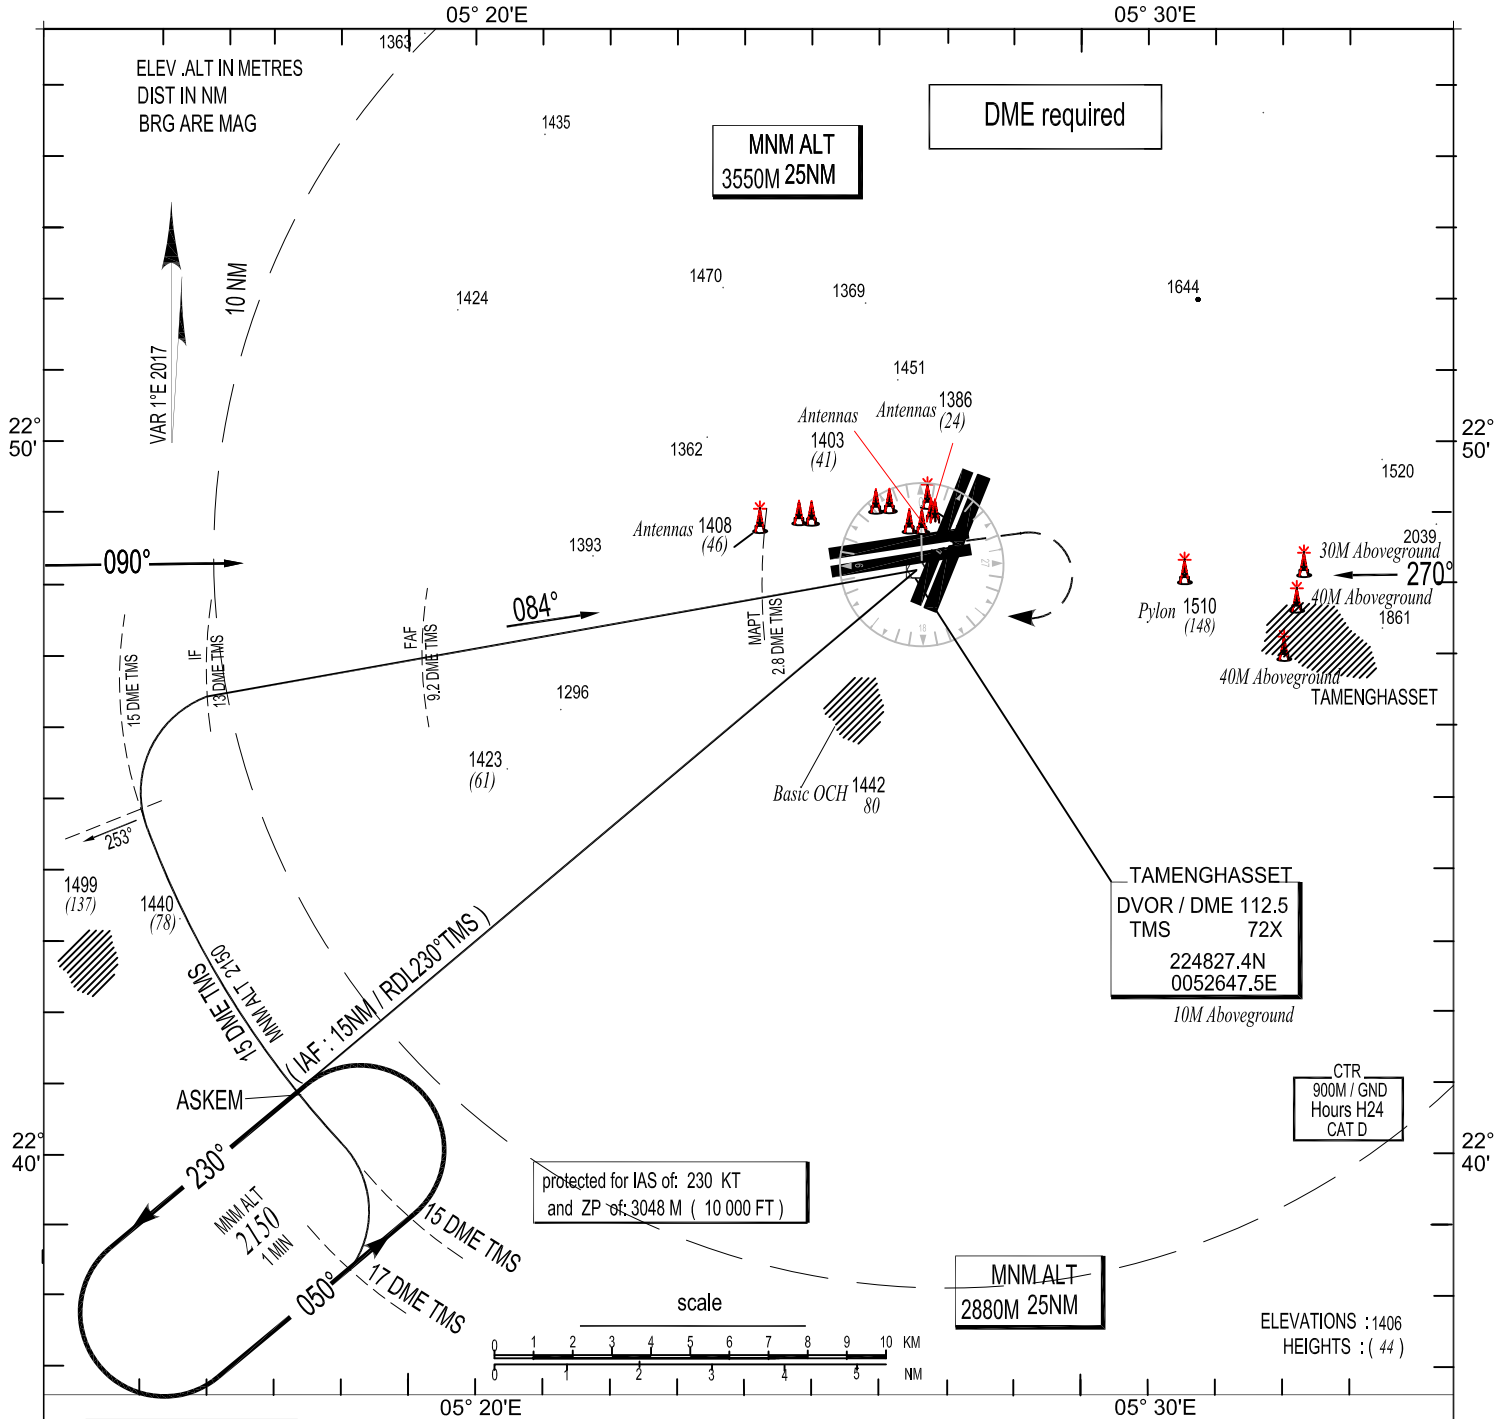 05° 20'E
05° 30'E
1363
ELEV .ALT IN METRES
DIST IN NM
BRG ARE MAG
DME required
1435
MNM ALT
3550M 25NM
10 NM
1470
1369
1424
1644
VAR 1°E 2017
1451
Antennas 1386
(24)
Antennas
1403
(41)
22°
50'
22°
50'
1362
1520
Antennas 1408
(46)
1393
2039
30M Aboveground
090°
270°
9
27
18
084°
40M Aboveground
Pylon 1510
(148)
1861
MAPT
2.8 DME TMS
FAF
9.2 DME TMS
IF
13 DME TMS
15 DME TMS
40M Aboveground
TAMENGHASSET
1296
1423
(61)
Basic OCH 1442
80
253°
TAMENGHASSET
DVOR / DME 112.5
TMS 72X
224827.4N
0052647.5E
10M Aboveground
1499
(137)
1440
(78)
15 DME TMS
MNM ALT 2150
( IAF : 15NM / RDL230°TMS )
ASKEM
CTR
900M / GND
Hours H24
CAT D
22°
40'
22°
40'
230°
protected for IAS of: 230 KT
and ZP of: 3048 M ( 10 000 FT )
MNM ALT
2150
1 MIN
15 DME TMS
17 DME TMS
050°
MNM ALT
2880M 25NM
scale
0 1 2 3 4 5 6 7 8 9 10 KM
0 1 2 3 4 5 NM
ELEVATIONS : 1406
HEIGHTS : ( 44 )
05° 20'E
05° 30'E